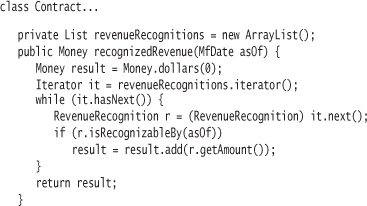 class Contract...
private List revenueRecognitions = new ArrayList();
public Money recognizedRevenue(MfDate asOf) {
Money result = Money.dollars(0);
Iterator it = revenueRecognitions.iterator();
while (it.hasNext()) {
RevenueRecognition r = (RevenueRecognition) it.next();
if (r.isRecognizableBy(asOf))
result = result.add(r.getAmount());
}
return result;
}